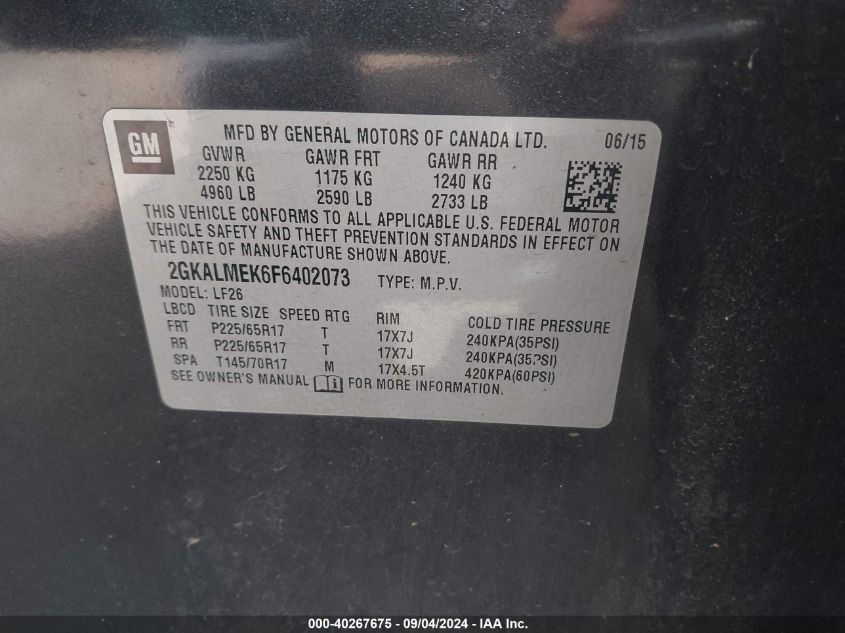 GM
MFD BY GENERAL MOTORS OF CANADA LTD. 06/15
GVWR GAWR FRT GAWR RR
2250 KG 1175 KG 1240 KG
4960 LB 2590 LB 2733 LB
THIS VEHICLE CONFORMS TO ALL APPLICABLE U.S. FEDERAL MOTOR
VEHICLE SAFETY AND THEFT PREVENTION STANDARDS IN EFFECT ON
THE DATE OF MANUFACTURE SHOWN ABOVE.
2GKALMEK6F6402073 TYPE: M.P.V.
MODEL: LF26
LBCD TIRE SIZE SPEED RTG RIM COLD TIRE PRESSURE
FRT P225/65R17 T 17X7J 240KPA(35PSI)
RR P225/65R17 T 17X7J 240KPA(35PSI)
SPA T145/70R17 M 17X4.5T 420KPA(60PSI)
SEE OWNER'S MANUAL FOR MORE INFORMATION.
000-40267675 - 09/04/2024 - IAA Inc.